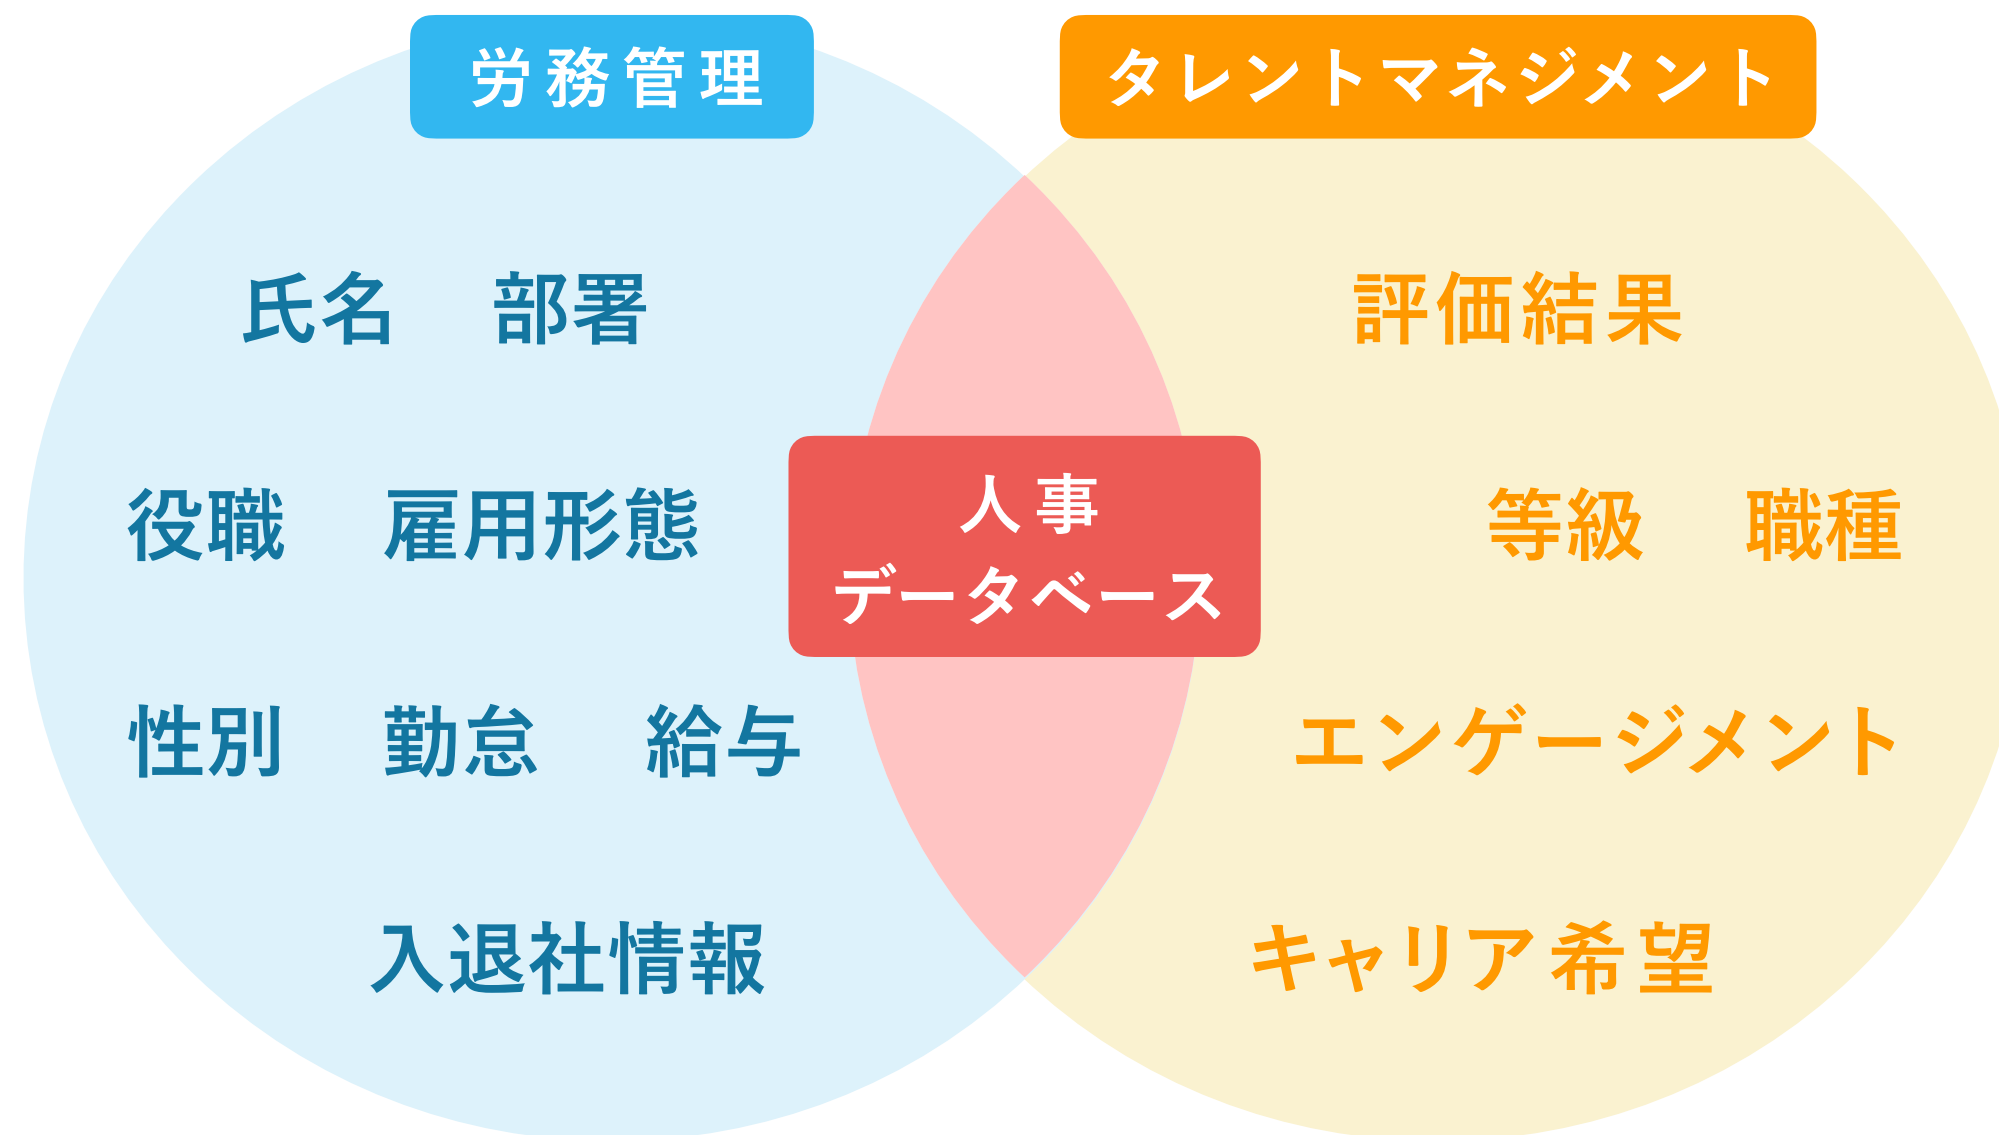 労務管理
タレントマネジメント
氏名 部署
評価結果
役職 雇用形態
人事
データベース
等級 職種
性別 勤怠 給与
エンゲージメント
入退社情報
キャリア希望